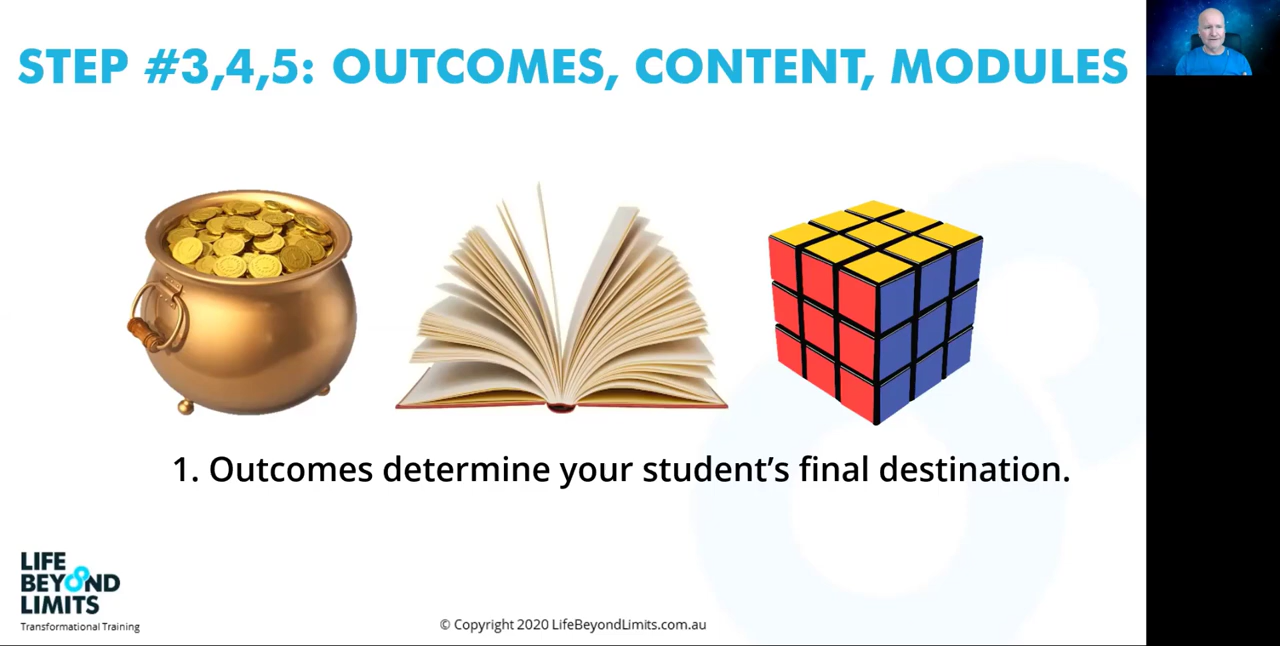 STEP #3,4,5: OUTCOMES, CONTENT, MODULES
1. Outcomes determine your student’s final destination.
LIFE
BEYOND
LIMITS
Transformational Training
© Copyright 2020 LifeBeyondLimits.com.au